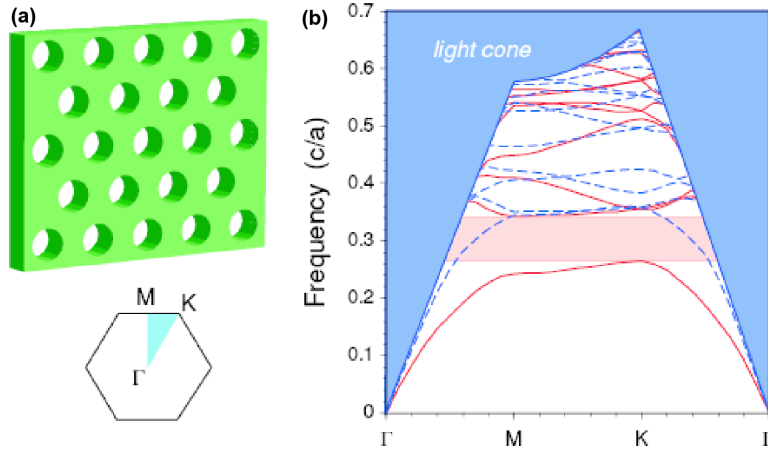 (a)
M
K
Γ
(b)
light cone
Frequency (c/a)
0.7
0.6
0.5
0.4
0.3
0.2
0.1
0
Γ M K Γ